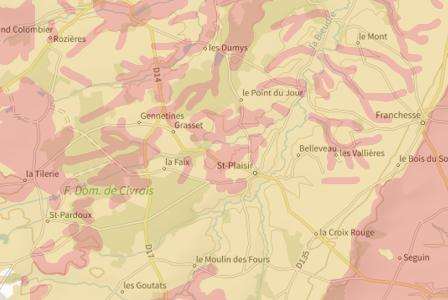 nd Colombier
Rozières
les Dumys
le Mont
la Bieudre
D14
le Point du Jour
Gennetines
Grasset
Franchesse
Belleveau
les Vallières
le Bois du So
la Faix
St-Plaisir
la Tilerie
F. Dom. de Civrais
St-Pardoux
la Croix Rouge
D17
D135
le Moulin des Fours
Seguin
les Goutats